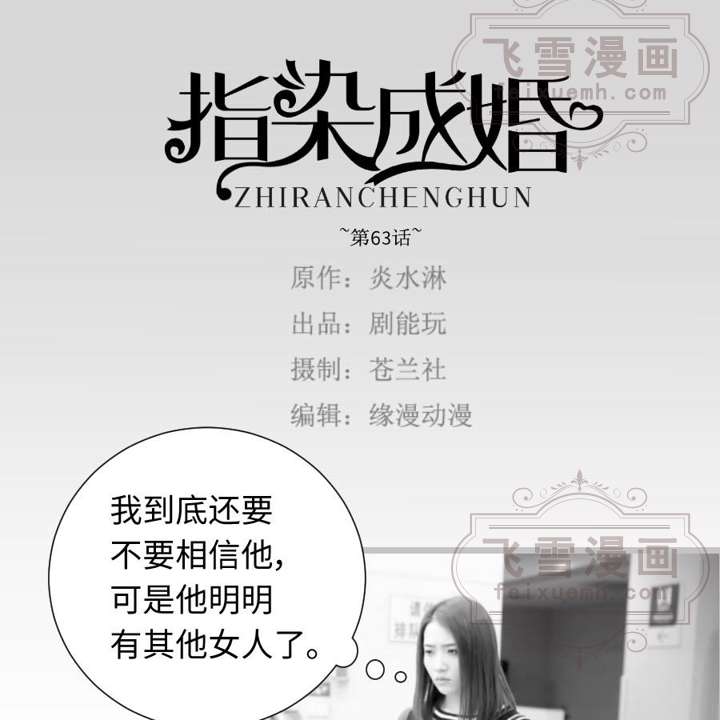 飞雪漫画
feixuemh.com
指染成婚
ZHIRANCHENGHUN
~第63话~
原作：炎水淋
出品：剧能玩
摄制：苍兰社
编辑：缘漫动漫
我到底还要
不要相信他，
可是他明明
有其他女人了。
飞雪漫画
feixuemh.com
排队